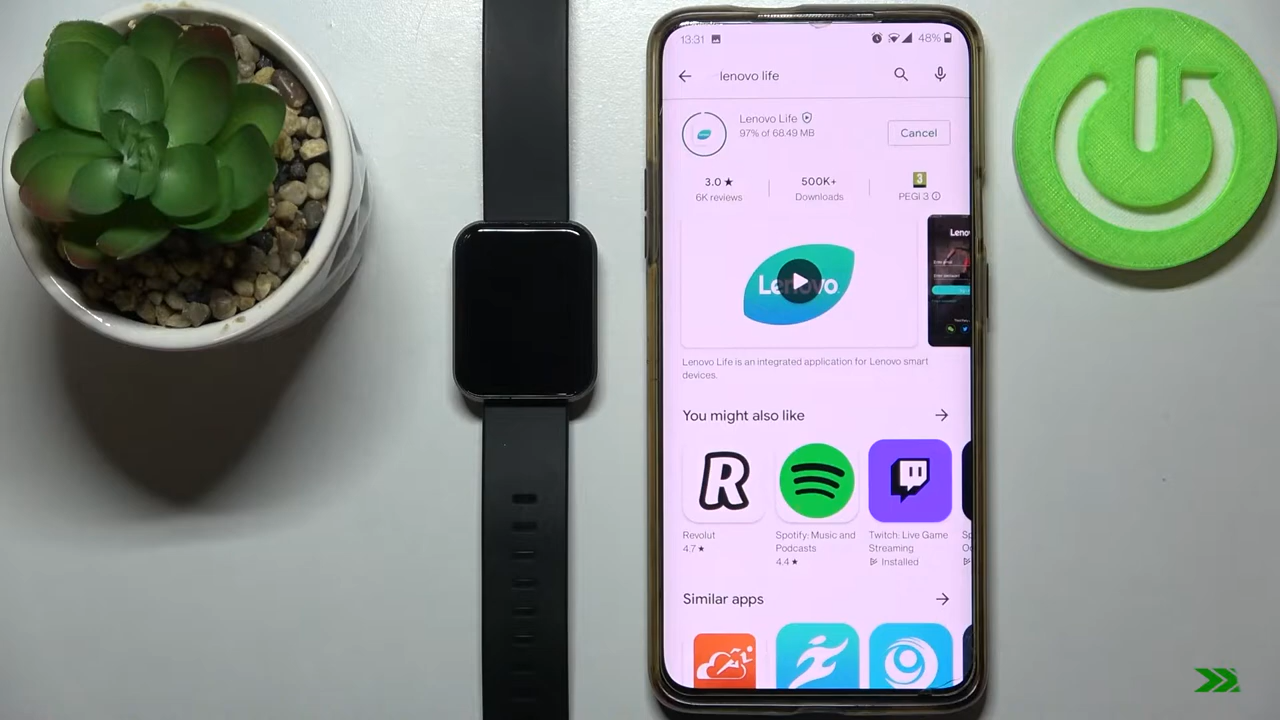 13:31
48%
lenovo life
Lenovo Life
97% of 68.49 MB
Cancel
3.0 ★
6K reviews
500K+
Downloads
3
PEGI 3
Lenovo
Leno
Lenovo Life is an integrated application for Lenovo smart
devices.
You might also like
R
Revolut
4.7 ★
Spotify: Music and
Podcasts
4.4 ★
Twitch: Live Game
Streaming
Installed
Similar apps